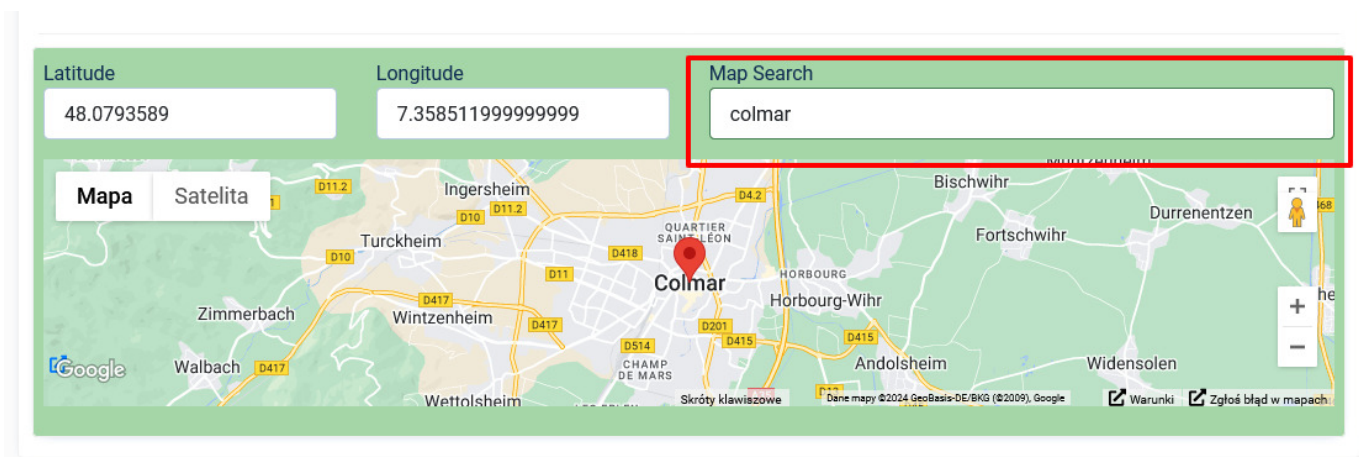 Latitude
Longitude
Map Search
48.0793589
7.358511999999999
colmar
Mapa
Satelita
D11.2
Ingersheim
D4.2
Bischwihr
D10
D11.2
QUARTIER
SAINT-LÉON
Durrenentzen
Turckheim
D418
Fortschwihr
D10
D11
Colmar
HORBOURG
Horbourg-Wihr
Zimmerbach
D417
Wintzenheim
D417
D201
D415
D415
D514
Google
Walbach
D417
CHAMP
DE MARS
Andolsheim
Widensolen
Wettolsheim
Skróty klawiszowe
Dane mapy ©2024 GeoBasis-DE/BKG (©2009), Google
Warunki
Zgłoś błąd w mapach